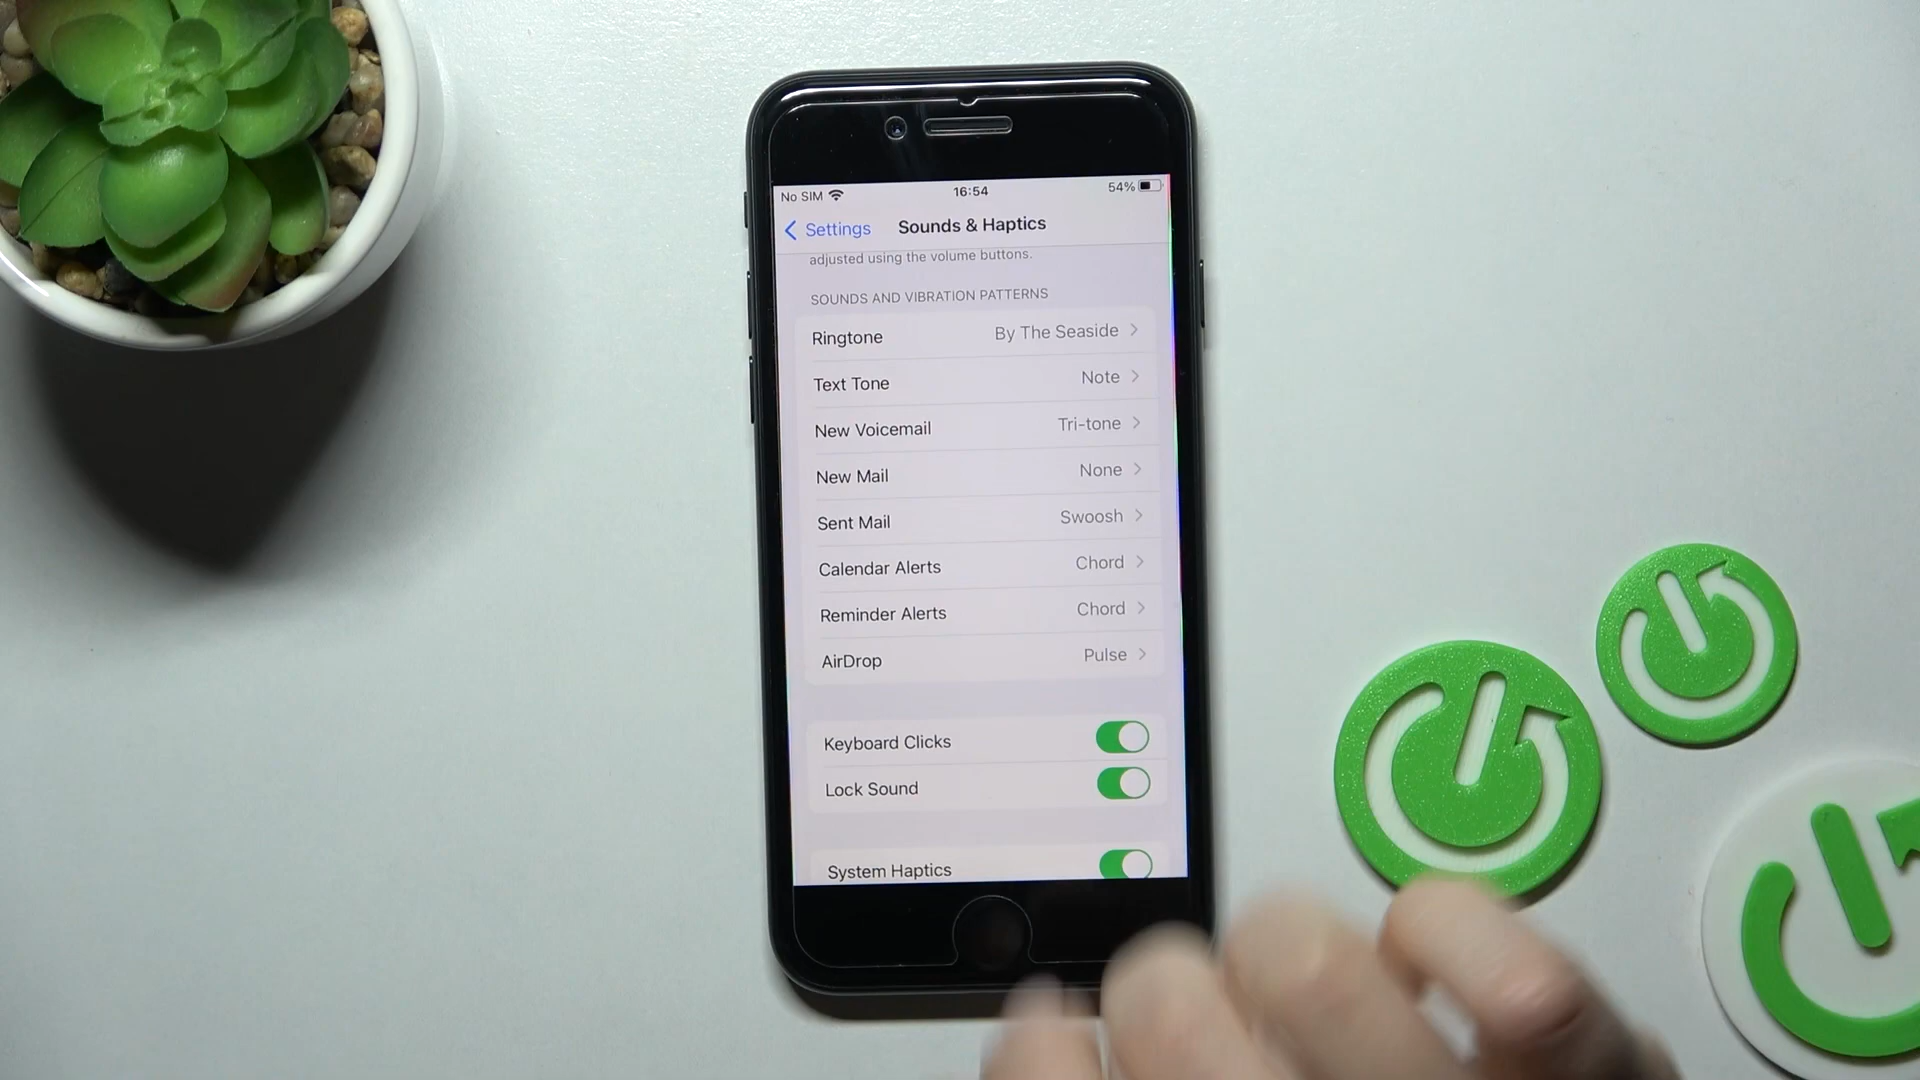 No SIM 16:54 54%
Settings Sounds & Haptics
adjusted using the volume buttons.
SOUNDS AND VIBRATION PATTERNS
Ringtone By The Seaside
Text Tone Note
New Voicemail Tri-tone
New Mail None
Sent Mail Swoosh
Calendar Alerts Chord
Reminder Alerts Chord
AirDrop Pulse
Keyboard Clicks
Lock Sound
System Haptics